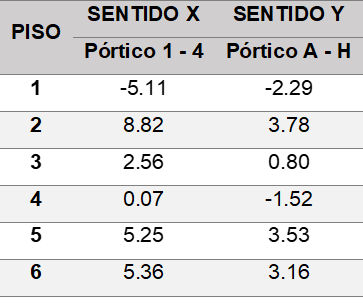 PISO SENTIDO X SENTIDO Y
Pórtico 1 - 4 Pórtico A - H
1 -5.11 -2.29
2 8.82 3.78
3 2.56 0.80
4 0.07 -1.52
5 5.25 3.53
6 5.36 3.16